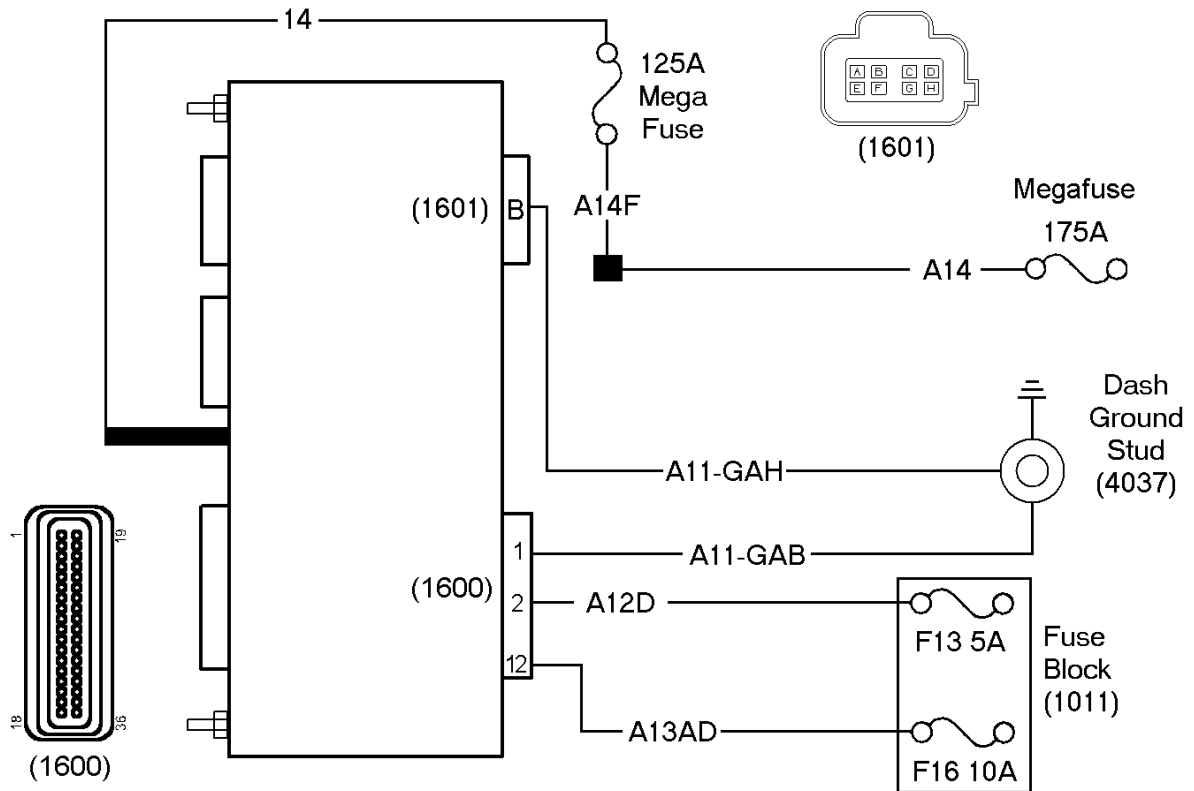 14
125A
Mega
Fuse
A B C D
E F G H
(1601)
Megafuse
175A
(1601)
B
A14F
A14
Dash
Ground
Stud
(4037)
A11-GAH
1
19
18
36
(1600)
(1600)
1
A11-GAB
2
A12D
12
A13AD
F13 5A
F16 10A
Fuse
Block
(1011)